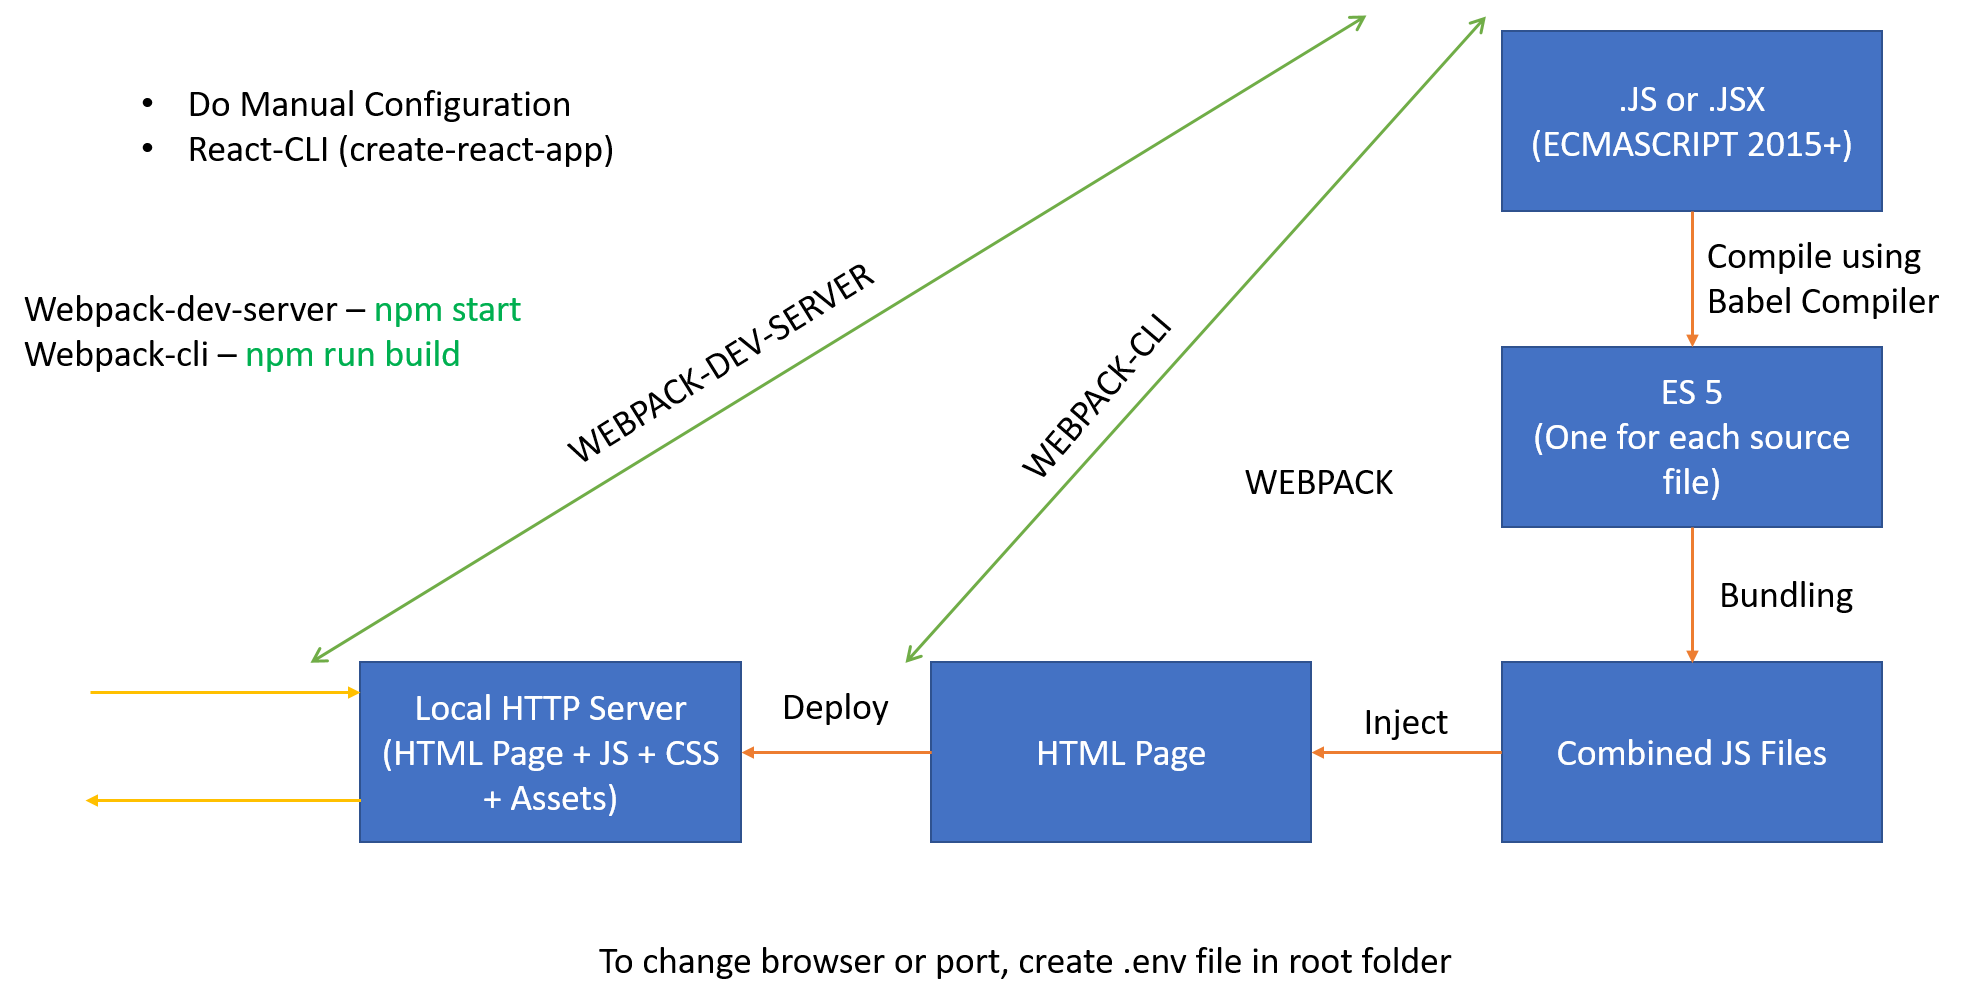 • Do Manual Configuration
• React-CLI (create-react-app)
Webpack-dev-server – npm start
Webpack-cli – npm run build
WEBPACK-DEV-SERVER
WEBPACK-CLI
WEBPACK
.JS or .JSX
(ECMASCRIPT 2015+)
Compile using
Babel Compiler
ES 5
(One for each source
file)
Bundling
Combined JS Files
Inject
HTML Page
Deploy
Local HTTP Server
(HTML Page + JS + CSS
+ Assets)
To change browser or port, create .env file in root folder